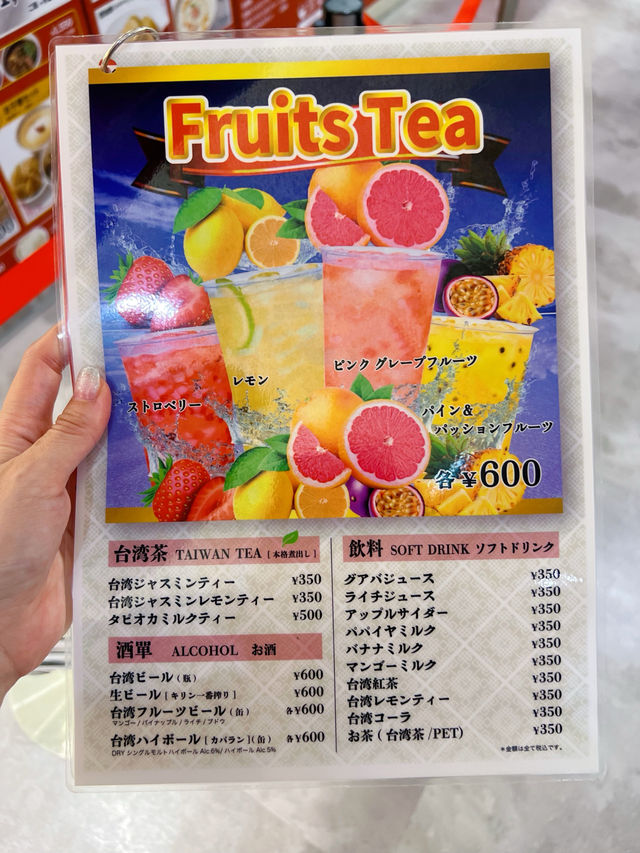 Fruits Tea
レモン
ピンク グレープフルーツ
ストロベリー
パイン&
パッションフルーツ
各¥600
台湾茶 TAIWAN TEA [本格煮出し]
台湾ジャスミンティー ¥350
台湾ジャスミンレモンティー ¥350
タピオカミルクティー ¥500
酒單 ALCOHOL お酒
台湾ビール(瓶) ¥600
生ビール[キリン一番搾り] ¥600
台湾フルーツビール(缶) 各¥600
マンゴー/パイナップル/ライチ/ブドウ
台湾ハイボール[カバラン](缶) 各¥600
DRY シングルモルトハイボール Alc 6%/ ハイボール Alc 5%
飲料 SOFT DRINK ソフトドリンク
グアバジュース ¥350
ライチジュース ¥350
アップルサイダー ¥350
パパイヤミルク ¥350
バナナミルク ¥350
マンゴーミルク ¥350
台湾紅茶 ¥350
台湾レモンティー ¥350
台湾コーラ ¥350
お茶(台湾茶/PET) ¥350
*金額は全て税込です。